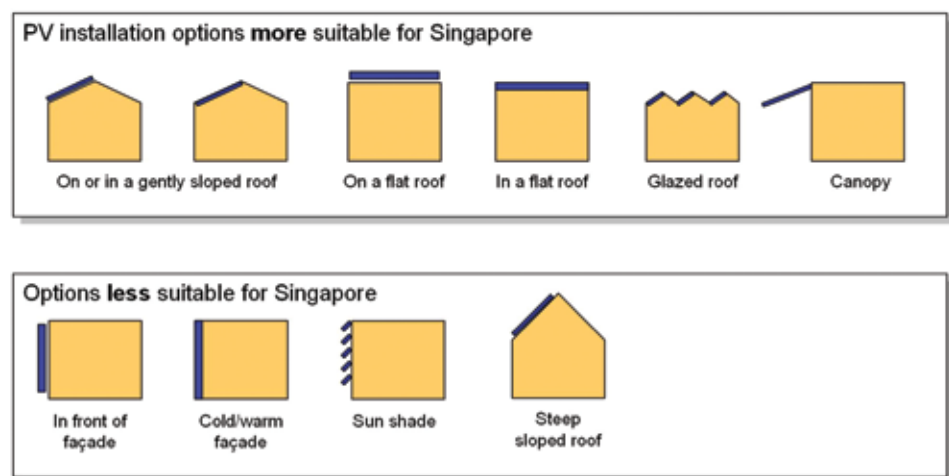 PV installation options more suitable for Singapore
On or in a gently sloped roof
On a flat roof
In a flat roof
Glazed roof
Canopy
Options less suitable for Singapore
In front of
façade
Cold/warm
façade
Sun shade
Steep
sloped roof